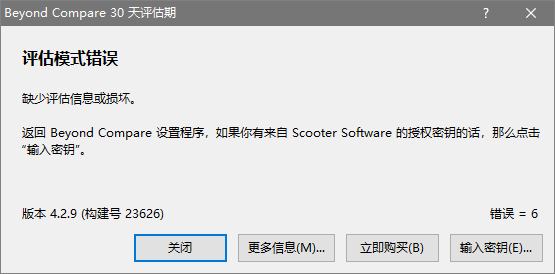 Beyond Compare 30 天评估期
评估模式错误
缺少评估信息或损坏。
返回 Beyond Compare 设置程序，如果你有来自 Scooter Software 的授权密钥的话，那么点击
“输入密钥”。
版本 4.2.9 (构建号 23626) 错误 = 6
关闭 更多信息(M)... 立即购买(B) 输入密钥(E)...